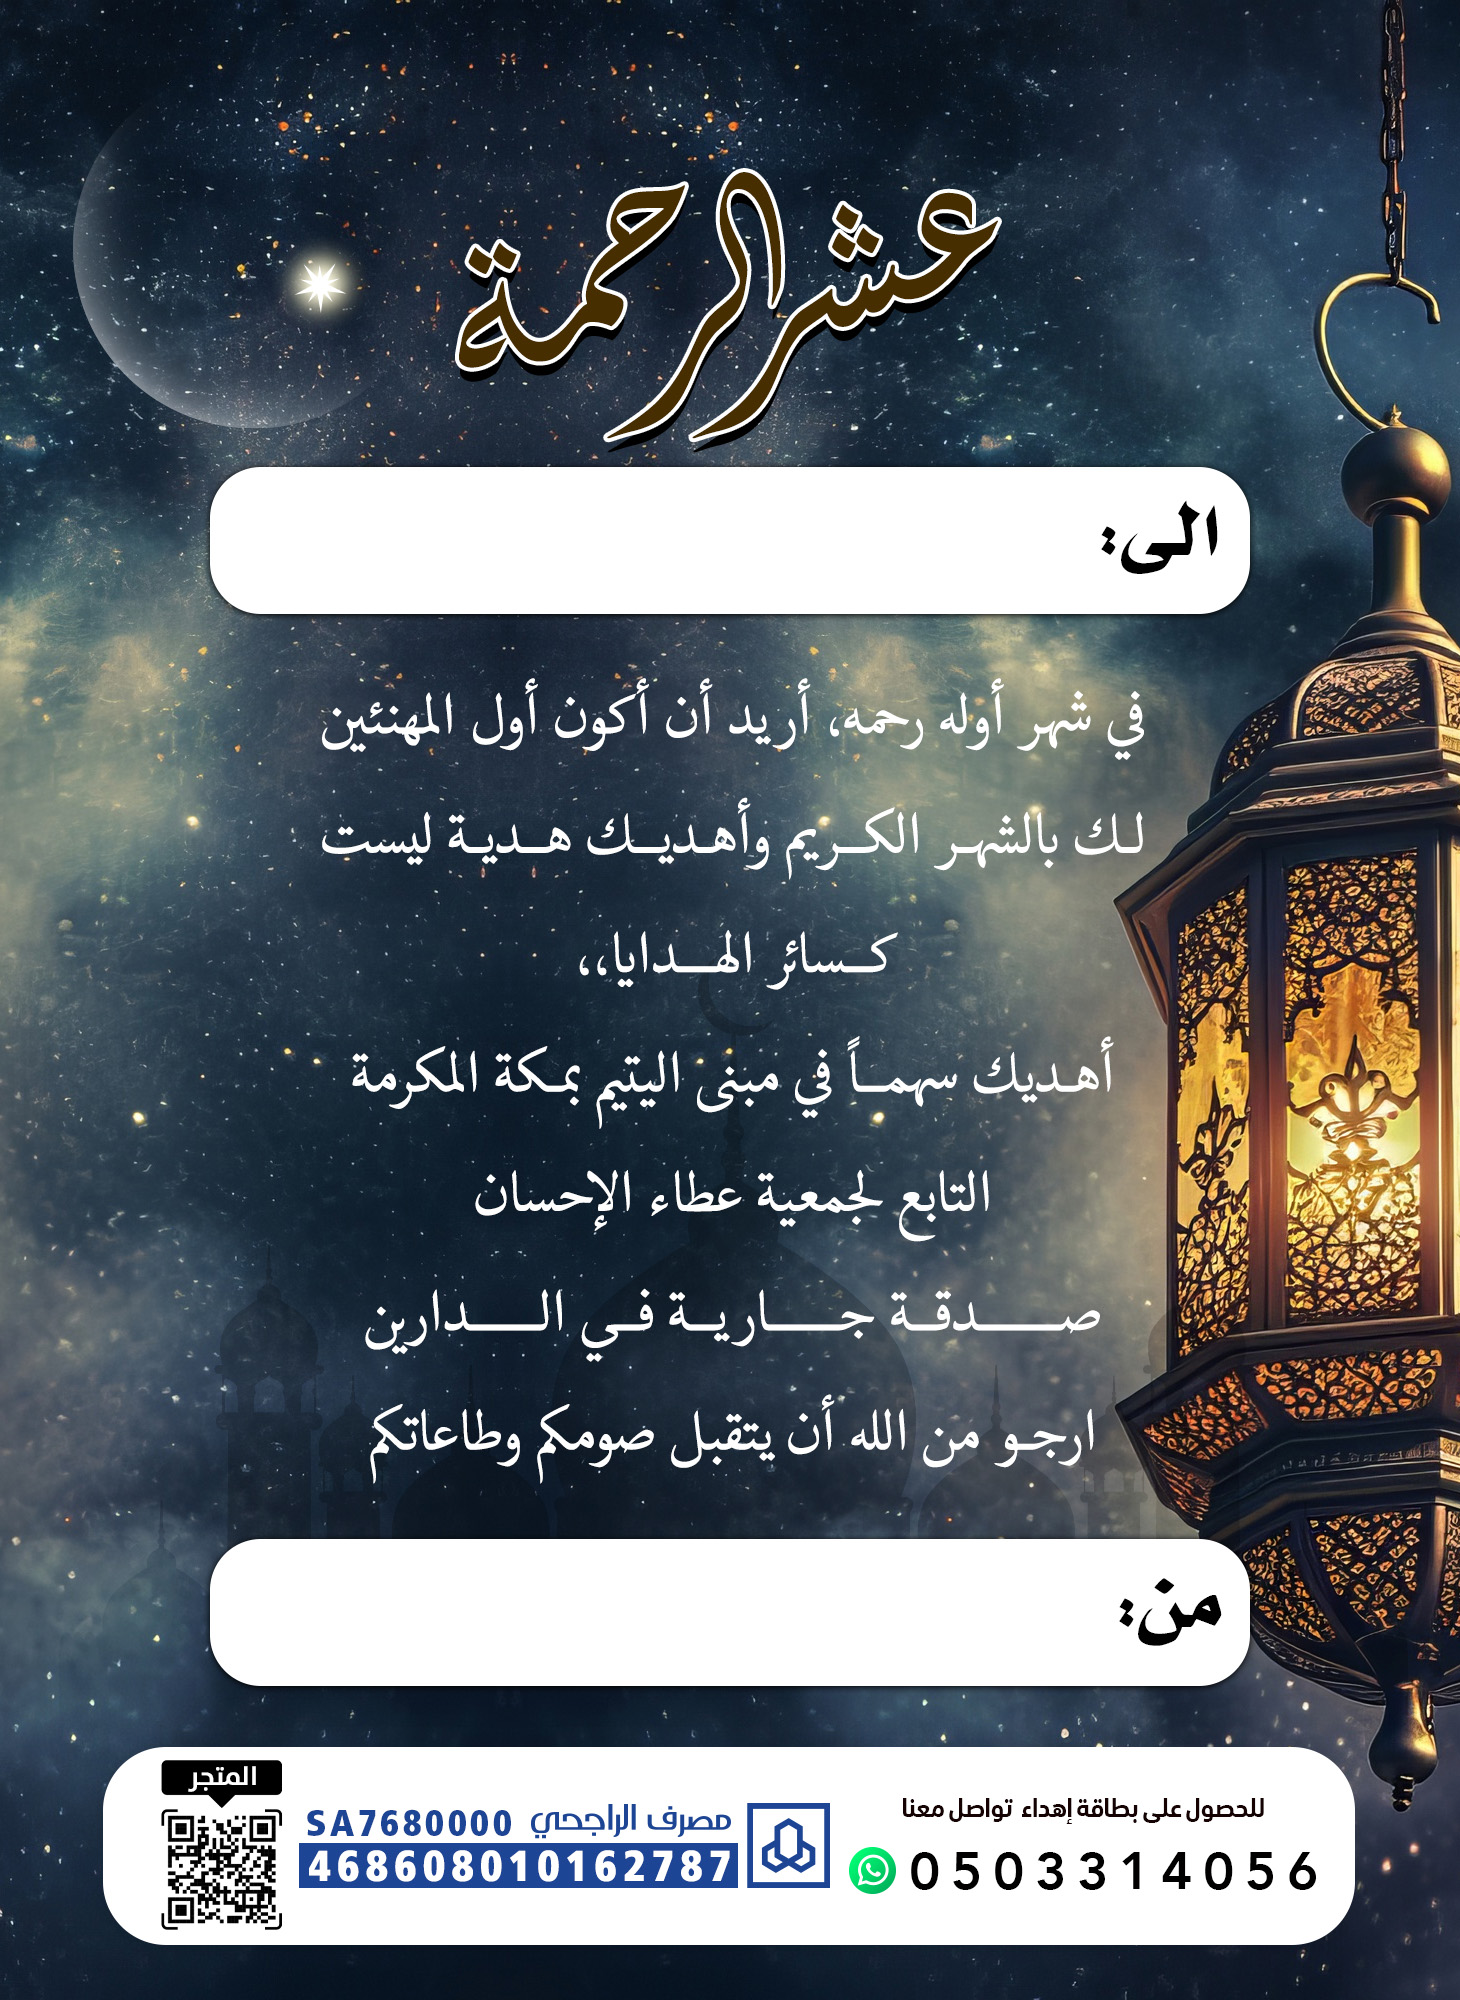 عشر الرحمة
الى:
في شهر أوله رحمه، أريد أن أكون أول المهنئين
لك بالشهر الكريم وأهديك هدية ليست
كسائر الهدايا،،
أهديك سهماً في مبنى اليتيم بمكة المكرمة
التابع لجمعية عطاء الإحسان
صدقة جارية في الدارين
ارجو من الله أن يتقبل صومكم وطاعاتكم
من:
للحصول على بطاقة إهداء تواصل معنا
0503314056
مصرف الراجحي SA7680000
468608010162787
المتجر